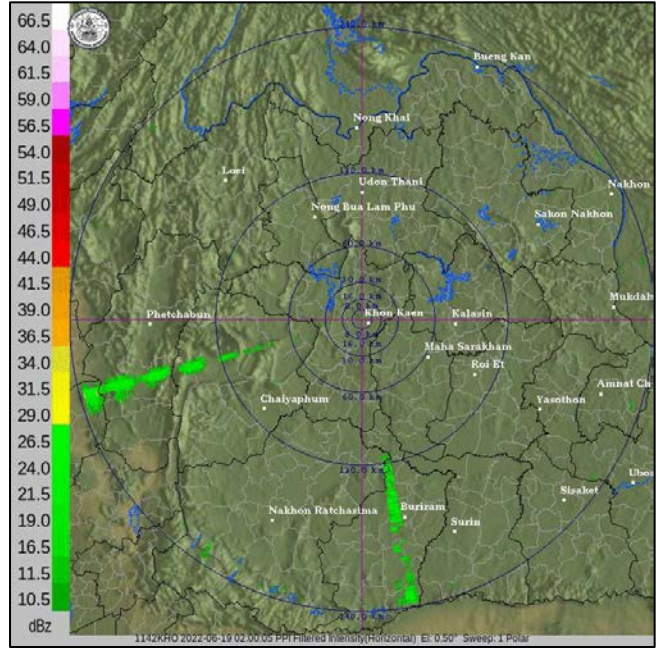 66.5
64.0
61.5
59.0
56.5
54.0
51.5
49.0
46.5
44.0
41.5
39.0
36.5
34.0
31.5
29.0
26.5
24.0
21.5
19.0
16.5
11.5
10.5
dBz
Bueng Kan
Nong Khai
Loei
Udon Thani
Nong Bua Lam Phu
Nakhon
Sakon Nakhon
Mukdah
Phetchabun
Khon Kaen
Kalasin
Maha Sarakham
Roi Et
Chaiyaphum
Yasothon
Amnat Ch
Ubo
Sisaket
Nakhon Ratchasima
Buriram
Surin
1142KHO 2022-06-19 02:00:05 PPI Filtered Intensity(Horizontal) El: 0.50° Sweep: 1 Polar